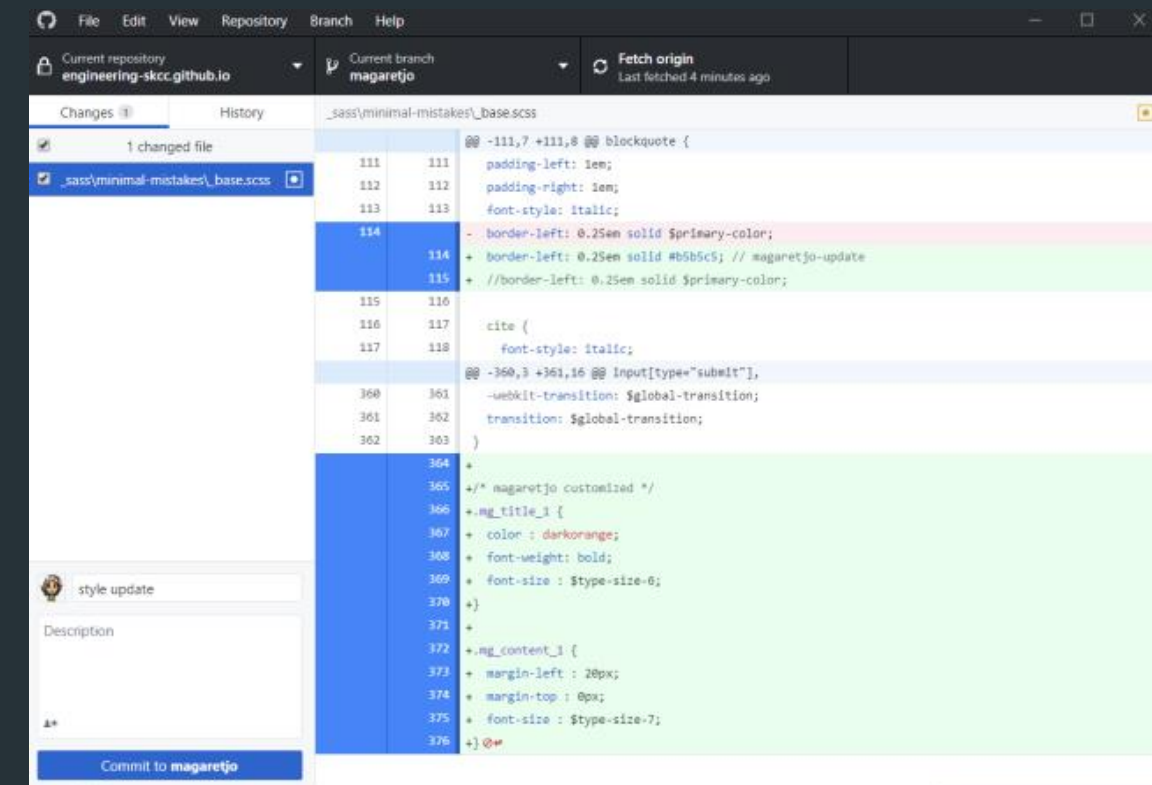 File Edit View Repository Branch Help
Current repository
engineering-skcc.github.io
Current branch
magaretjo
Fetch origin
Last fetched 4 minutes ago
Changes 1 History
_sass\minimal-mistakes\_base.scss
1 changed file
_sass\minimal-mistakes\_base.scss
@@ -111,7 +111,8 @@ blockquote {
111 111 padding-left: 1em;
112 112 padding-right: 1em;
113 113 font-style: italic;
114 - border-left: 0.25em solid $primary-color;
114 + border-left: 0.25em solid #b5b5c5; // magaretjo-update
115 + //border-left: 0.25em solid $primary-color;
115 116
116 117 cite {
117 118 font-style: italic;
@@ -360,3 +361,16 @@ input[type="submit"],
360 361 -webkit-transition: $global-transition;
361 362 transition: $global-transition;
362 363 }
364 +
365 +/* magaretjo customized */
366 +.mg_title_1 {
367 + color : darkorange;
368 + font-weight: bold;
369 + font-size : $type-size-6;
370 +}
371 +
372 +.mg_content_1 {
373 + margin-left : 20px;
374 + margin-top : 0px;
375 + font-size : $type-size-7;
376 +}
style update
Description
Commit to magaretjo